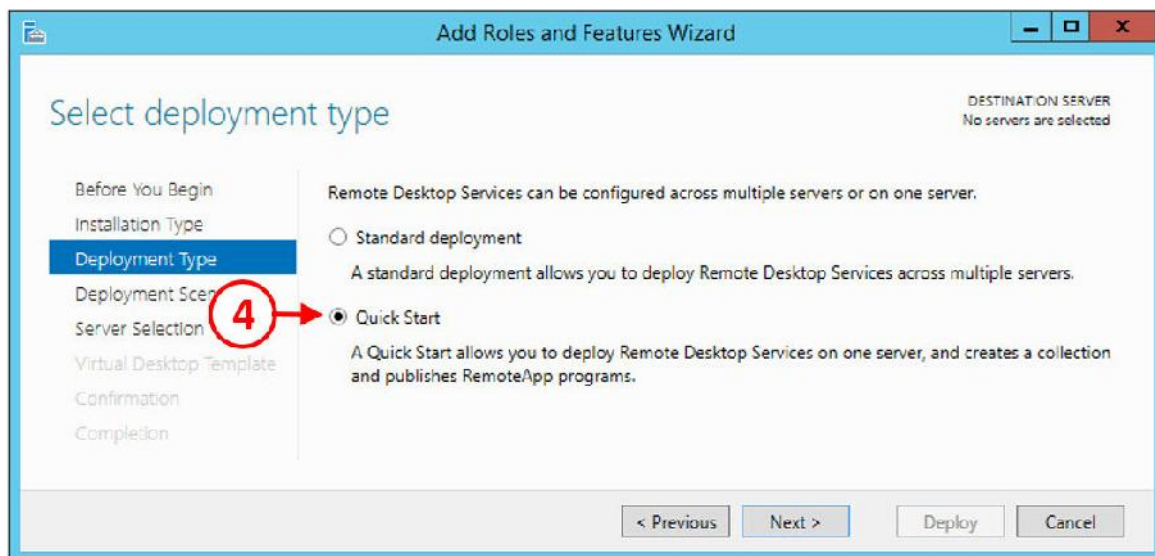 Add Roles and Features Wizard
Select deployment type
DESTINATION SERVER
No servers are selected
Before You Begin
Installation Type
Deployment Type
Deployment Scen
Server Selection
Virtual Desktop Template
Confirmation
Completion
Remote Desktop Services can be configured across multiple servers or on one server.
Standard deployment
A standard deployment allows you to deploy Remote Desktop Services across multiple servers.
4
Quick Start
A Quick Start allows you to deploy Remote Desktop Services on one server, and creates a collection
and publishes RemoteApp programs.
< Previous
Next >
Deploy
Cancel